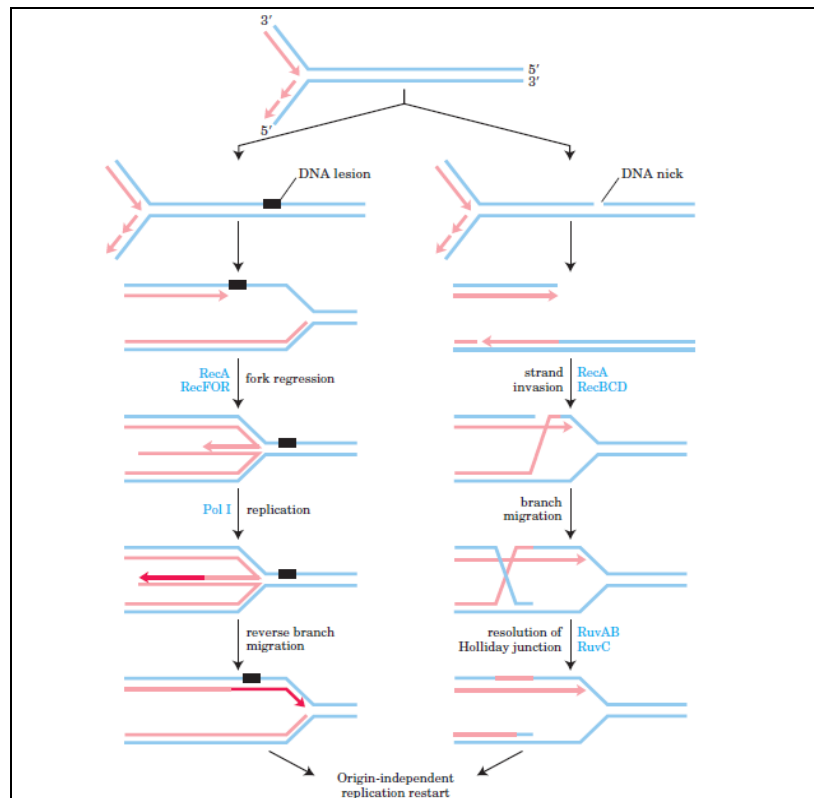 3′
5′
3′
5′
DNA lesion
DNA nick
RecA
RecFOR
fork regression
strand
invasion
RecA
RecBCD
Pol I
replication
branch
migration
reverse branch
migration
resolution of
Holliday junction
RuvAB
RuvC
Origin-independent
replication restart